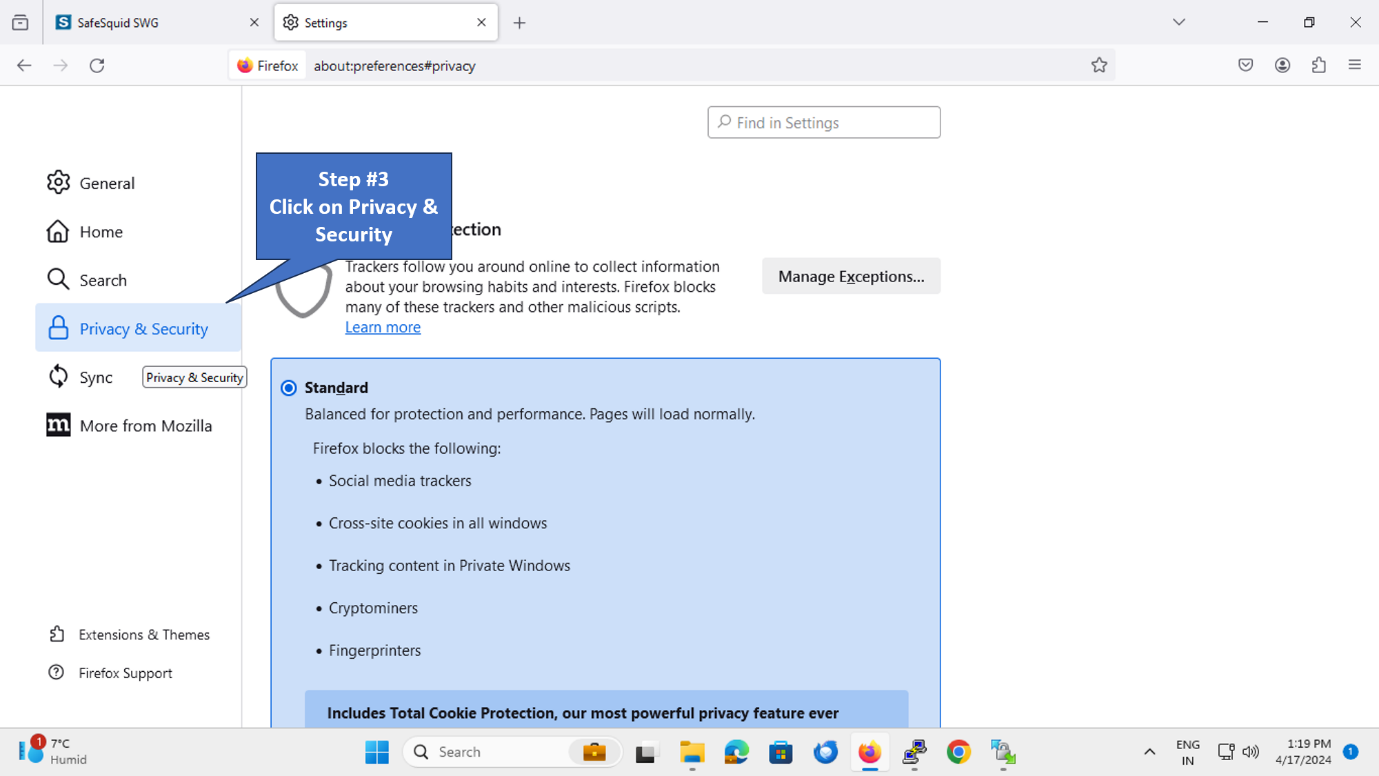 SafeSquid SWG
Settings
Firefox
about:preferences#privacy
Find in Settings
General
Home
Search
Privacy & Security
Sync
Privacy & Security
More from Mozilla
Extensions & Themes
Firefox Support
Step #3
Click on Privacy &
Security
ection
Trackers follow you around online to collect information
about your browsing habits and interests. Firefox blocks
many of these trackers and other malicious scripts.
Learn more
Manage Exceptions...
Standard
Balanced for protection and performance. Pages will load normally.
Firefox blocks the following:
• Social media trackers
• Cross-site cookies in all windows
• Tracking content in Private Windows
• Cryptominers
• Fingerprinters
Includes Total Cookie Protection, our most powerful privacy feature ever
1
7°C
Humid
Search
ENG
IN
1:19 PM
4/17/2024
1